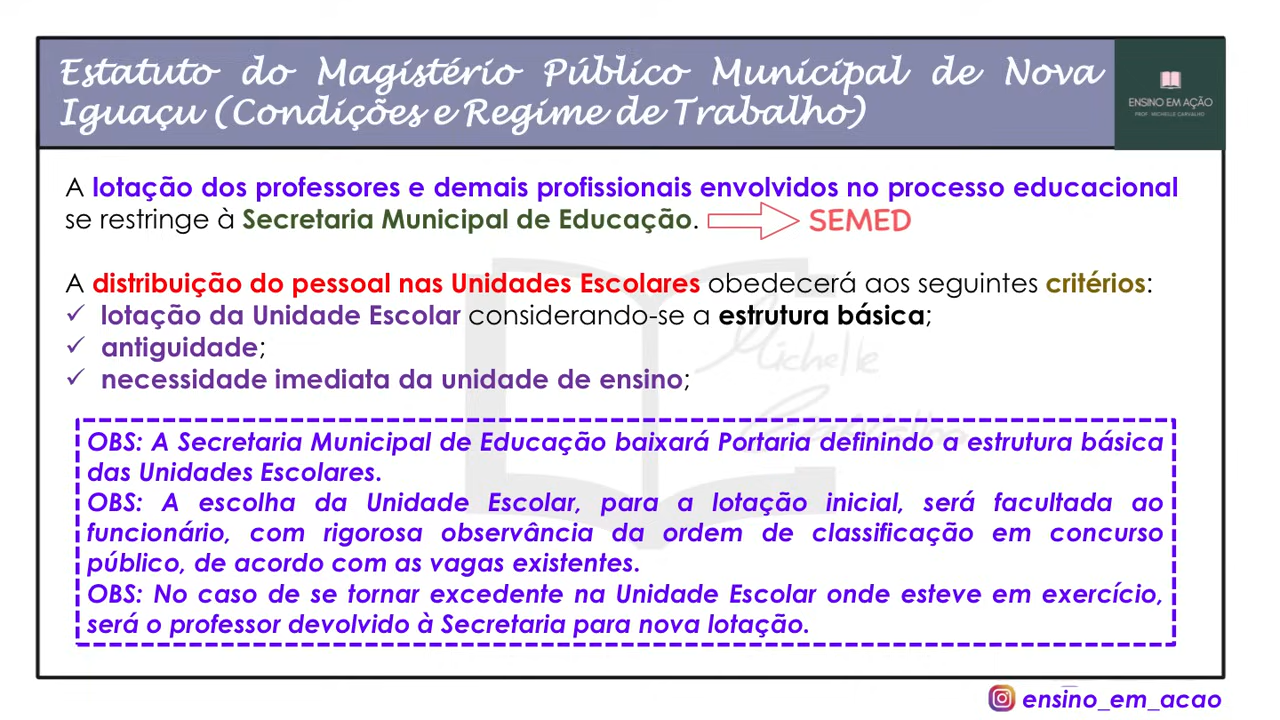 Estatuto do Magistério Público Municipal de Nova
Iguaçu (Condições e Regime de Trabalho)
ENSINO EM AÇÃO
PROF. MICHELLE CARVALHO
A lotação dos professores e demais profissionais envolvidos no processo educacional
se restringe à Secretaria Municipal de Educação. SEMED
A distribuição do pessoal nas Unidades Escolares obedecerá aos seguintes critérios:
✓ lotação da Unidade Escolar considerando-se a estrutura básica;
✓ antiguidade;
✓ necessidade imediata da unidade de ensino;
Michelle
Carvalho
OBS: A Secretaria Municipal de Educação baixará Portaria definindo a estrutura básica
das Unidades Escolares.
OBS: A escolha da Unidade Escolar, para a lotação inicial, será facultada ao
funcionário, com rigorosa observância da ordem de classificação em concurso
público, de acordo com as vagas existentes.
OBS: No caso de se tornar excedente na Unidade Escolar onde esteve em exercício,
será o professor devolvido à Secretaria para nova lotação.
ensino_em_acao